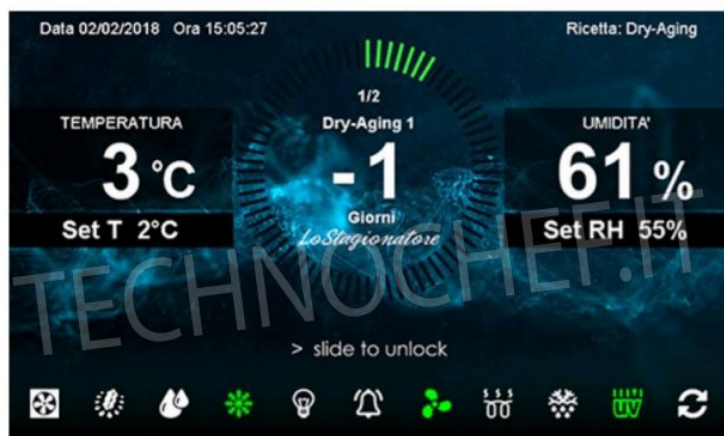 Data 02/02/2018 Ora 15:05:27
Ricetta: Dry-Aging
1/2
Dry-Aging 1
- 1
Giorni
LoStagionatore
TEMPERATURA
3 °C
Set T 2°C
UMIDITA'
61 %
Set RH 55%
TECHNOCHEF.IT
> slide to unlock
UV